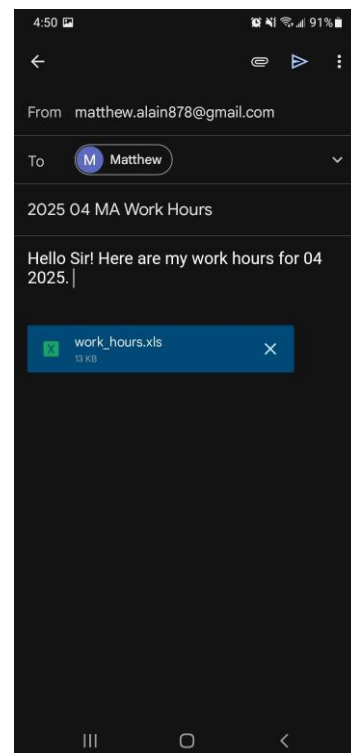 4:50 91%
From matthew.alain878@gmail.com
To M Matthew
2025 04 MA Work Hours
Hello Sir! Here are my work hours for 04
2025.
X work_hours.xls
13 KB